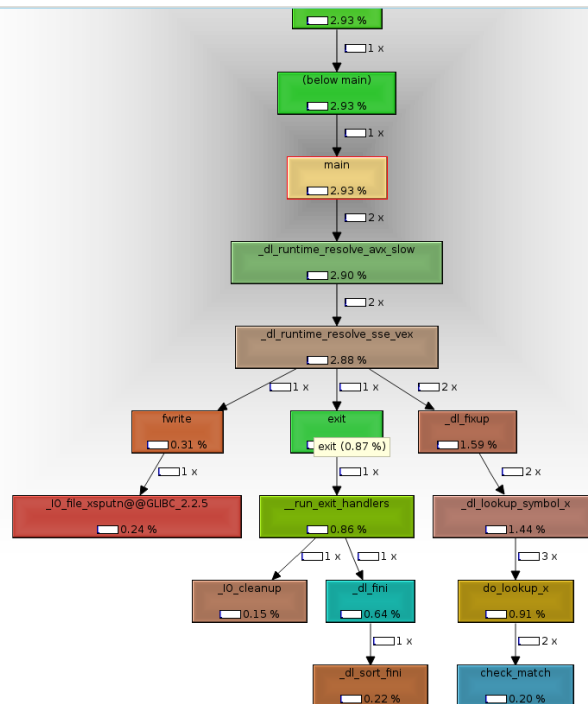 2.93 %
1 x
(below main)
2.93 %
1 x
main
2.93 %
2 x
_dl_runtime_resolve_avx_slow
2.90 %
2 x
_dl_runtime_resolve_sse_vex
2.88 %
1 x
1 x
2 x
fwrite
0.31 %
exit
exit (0.87 %)
_dl_fixup
1.59 %
1 x
1 x
2 x
_IO_file_xsputn@@GLIBC_2.2.5
0.24 %
__run_exit_handlers
0.86 %
_dl_lookup_symbol_x
1.44 %
1 x
1 x
3 x
_IO_cleanup
0.15 %
_dl_fini
0.64 %
do_lookup_x
0.91 %
1 x
2 x
_dl_sort_fini
0.22 %
check_match
0.20 %